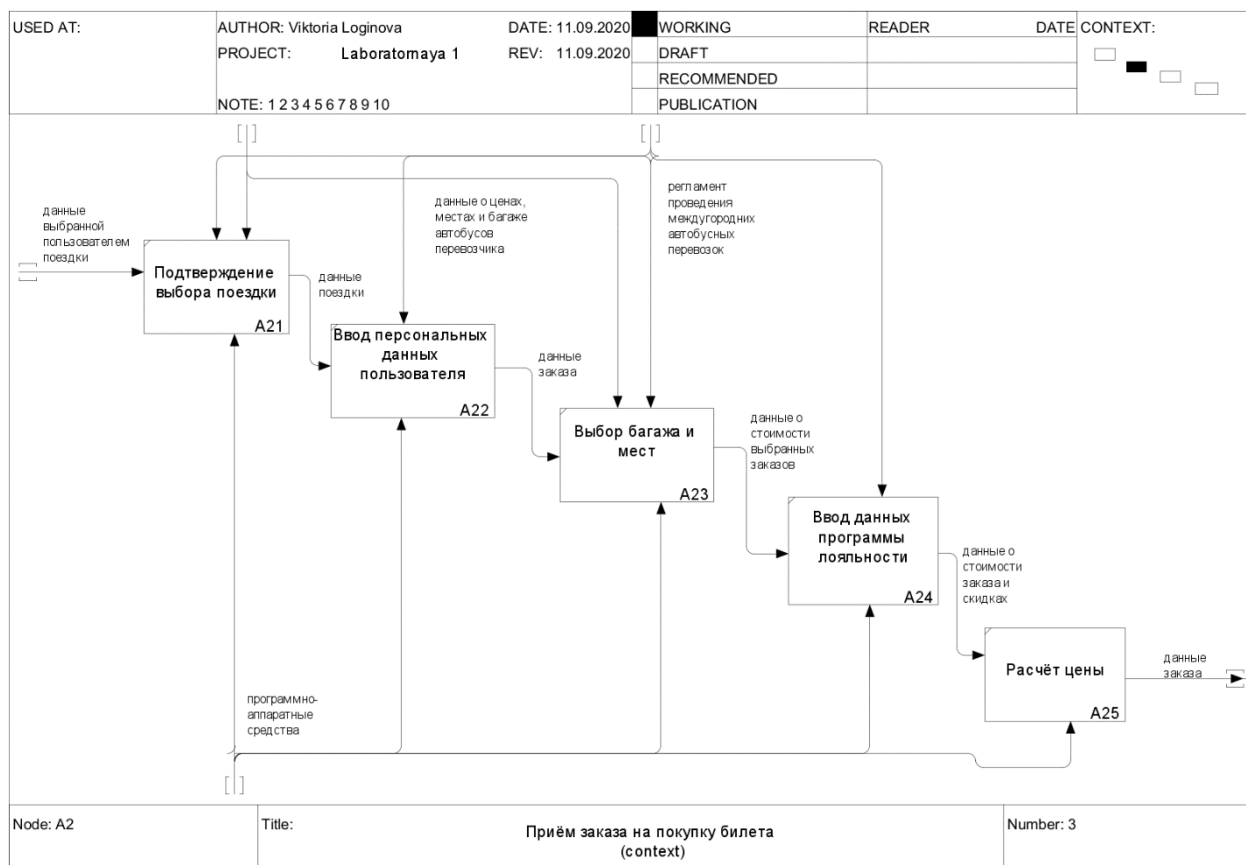 USED AT:
AUTHOR: Viktoria Loginova
DATE: 11.09.2020
PROJECT: Laboratornaya 1
REV: 11.09.2020
NOTE: 1 2 3 4 5 6 7 8 9 10
WORKING
DRAFT
RECOMMENDED
PUBLICATION
READER
DATE
CONTEXT:
данные
выбранной
пользователем
поездки
данные о ценах,
местах и багаже
автобусов
перевозчика
регламент
проведения
междугородних
автобусных
перевозок
Подтверждение
выбора поездки
A21
данные
поездки
Ввод персональных
данных
пользователя
A22
данные
заказа
Выбор багажа и
мест
A23
данные о
стоимости
выбранных
заказов
Ввод данных
программы
лояльности
A24
данные о
стоимости
заказа и
скидках
Расчёт цены
A25
данные
заказа
программно-
аппаратные
средства
Node: A2
Title:
Приём заказа на покупку билета
(context)
Number: 3